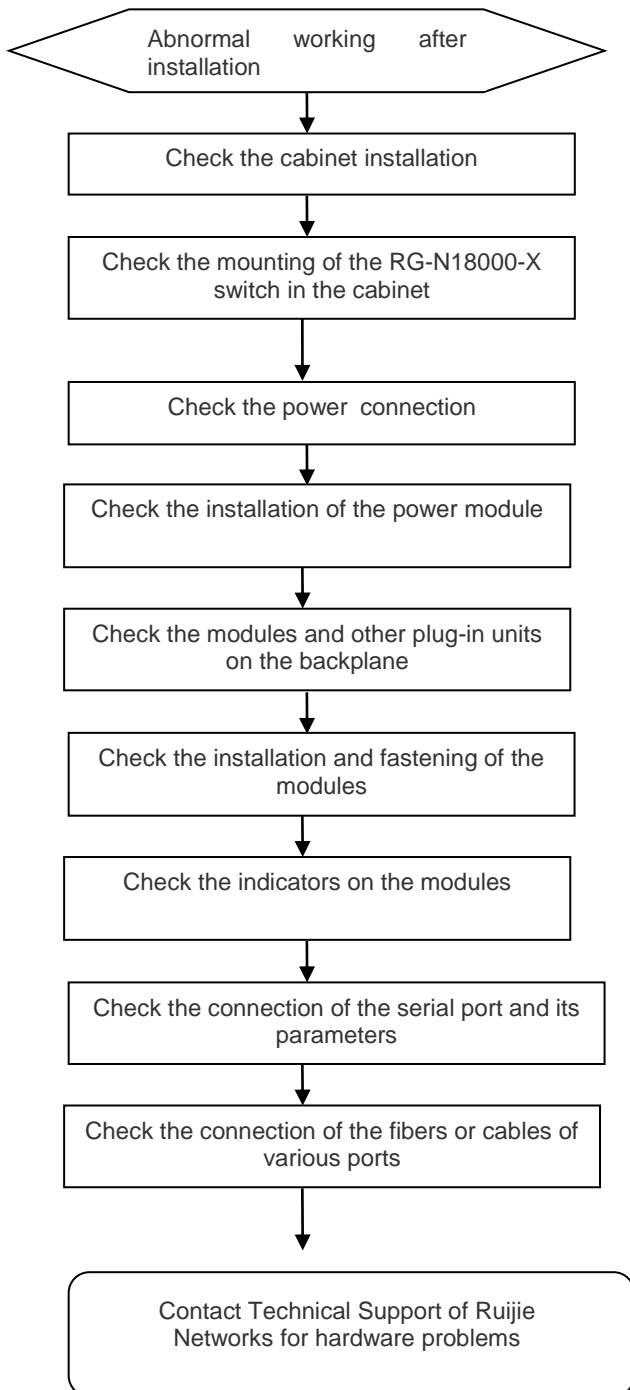 Abnormal working after
installation
Check the cabinet installation
Check the mounting of the RG-N18000-X
switch in the cabinet
Check the power connection
Check the installation of the power module
Check the modules and other plug-in units
on the backplane
Check the installation and fastening of the
modules
Check the indicators on the modules
Check the connection of the serial port and its
parameters
Check the connection of the fibers or cables of
various ports
Contact Technical Support of Ruijie
Networks for hardware problems